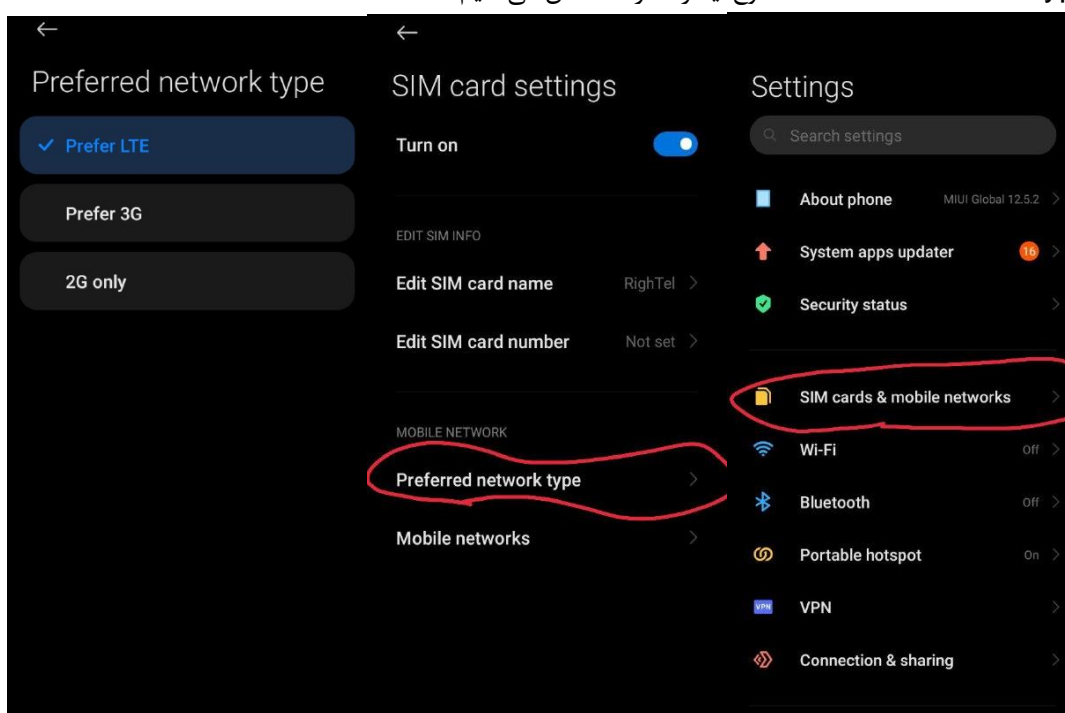 Preferred network type
Prefer LTE
Prefer 3G
2G only
SIM card settings
Turn on
EDIT SIM INFO
Edit SIM card name RighTel
Edit SIM card number Not set
MOBILE NETWORK
Preferred network type
Mobile networks
Settings
Search settings
About phone MIUI Global 12.5.2
System apps updater 16
Security status
SIM cards & mobile networks
Wi-Fi Off
Bluetooth Off
Portable hotspot On
VPN VPN
Connection & sharing